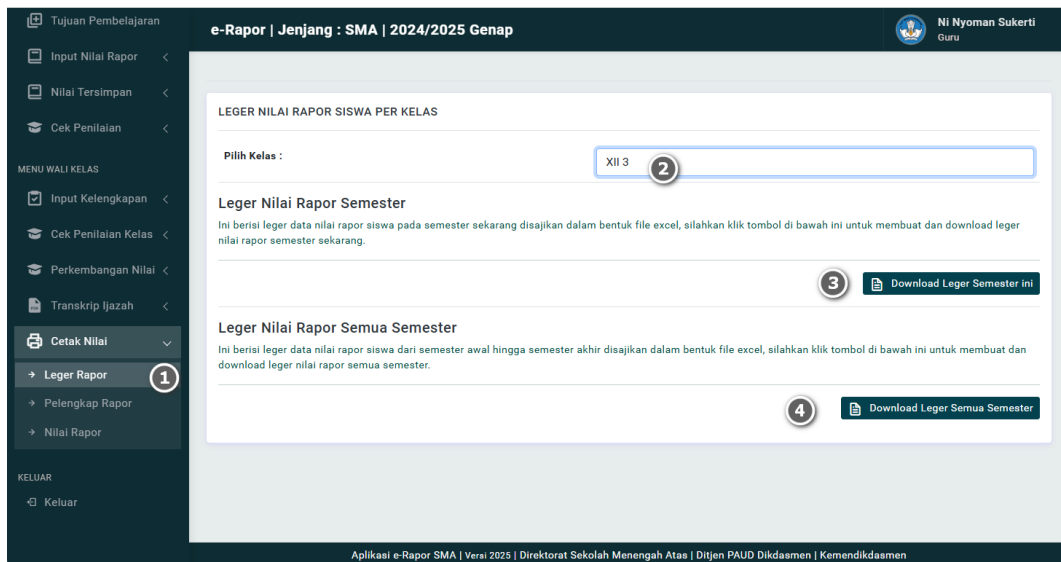 Tujuan Pembelajaran
Input Nilai Rapor
Nilai Tersimpan
Cek Penilaian
MENU WALI KELAS
Input Kelengkapan
Cek Penilaian Kelas
Perkembangan Nilai
Transkrip Ijazah
Cetak Nilai
Leger Rapor
1
Pelengkap Rapor
Nilai Rapor
KELUAR
Keluar
e-Rapor | Jenjang : SMA | 2024/2025 Genap
Ni Nyoman Sukerti
Guru
LEGER NILAI RAPOR SISWA PER KELAS
Pilih Kelas :
XII 3
2
Leger Nilai Rapor Semester
Ini berisi leger data nilai rapor siswa pada semester sekarang disajikan dalam bentuk file excel, silahkan klik tombol di bawah ini untuk membuat dan download leger
nilai rapor semester sekarang.
3
Download Leger Semester ini
Leger Nilai Rapor Semua Semester
Ini berisi leger data nilai rapor siswa dari semester awal hingga semester akhir disajikan dalam bentuk file excel, silahkan klik tombol di bawah ini untuk membuat dan
download leger nilai rapor semua semester.
4
Download Leger Semua Semester
Aplikasi e-Rapor SMA | Versi 2025 | Direktorat Sekolah Menengah Atas | Ditjen PAUD Dikdasmen | Kemendikdasmen